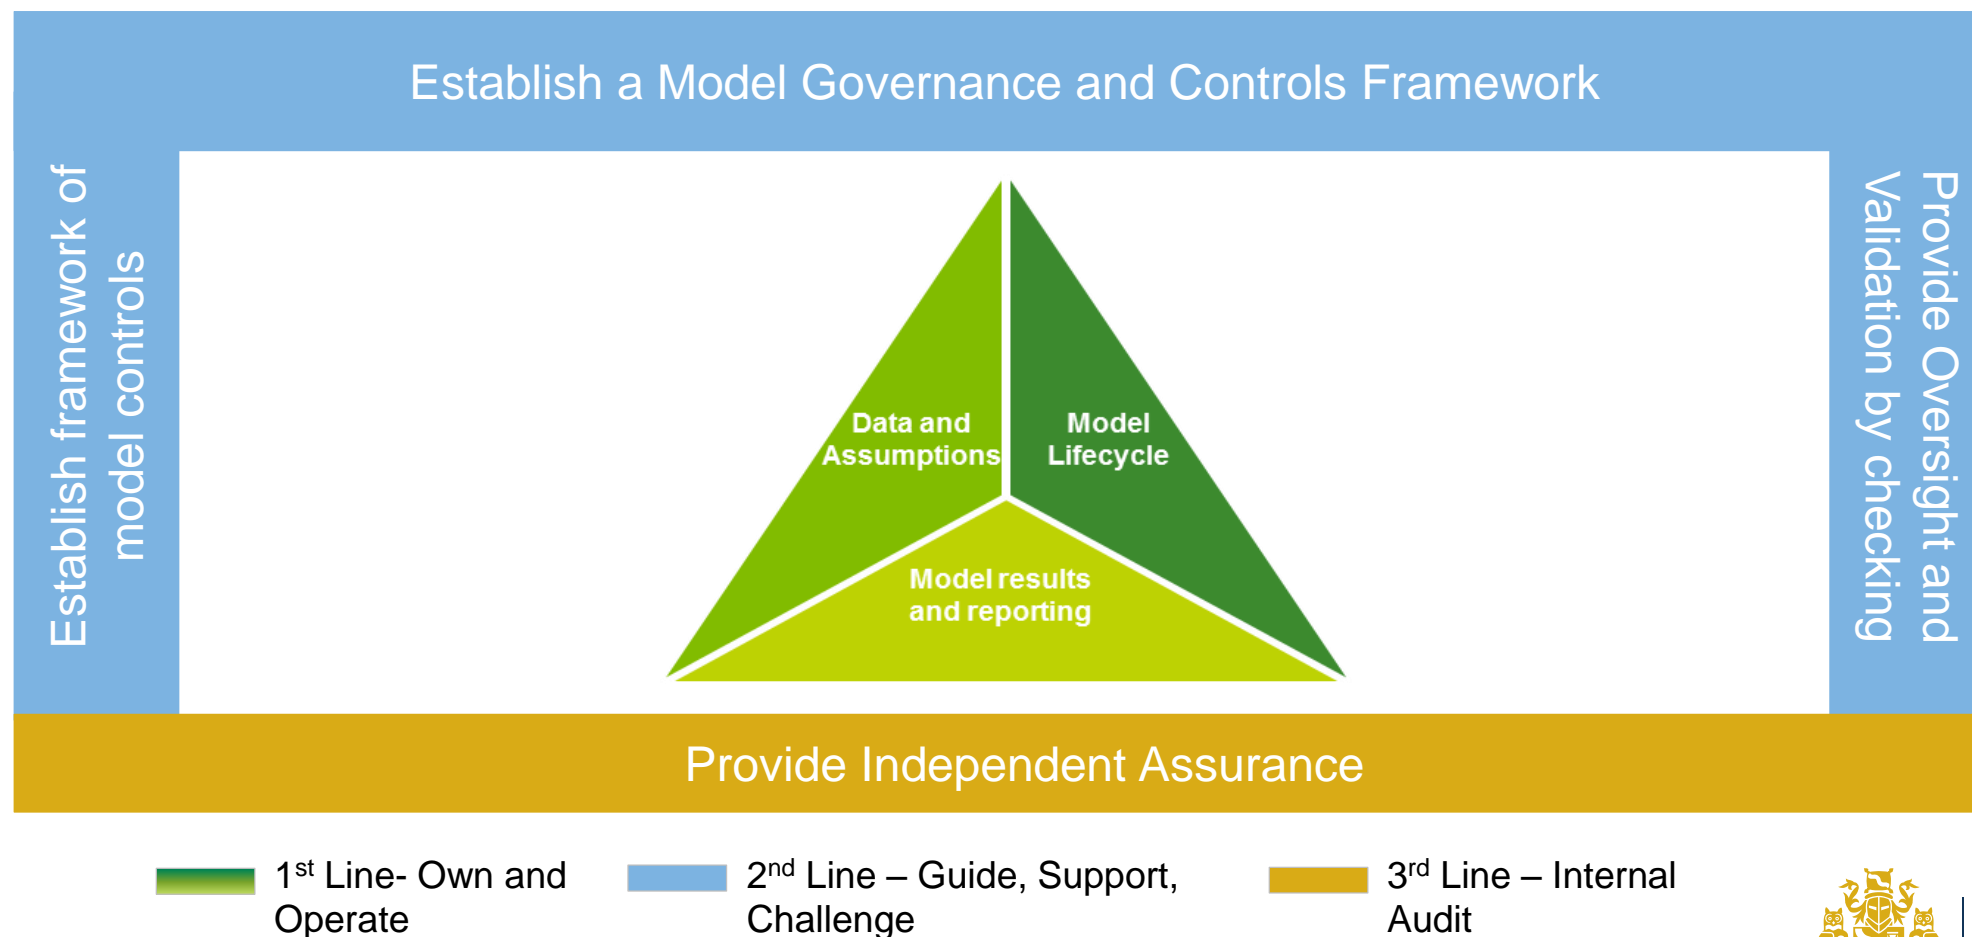 Establish a Model Governance and Controls Framework
Establish framework of
model controls
Provide Oversight and
Validation by checking
Data and
Assumptions
Model
Lifecycle
Model results
and reporting
Provide Independent Assurance
1st Line- Own and
Operate
2nd Line – Guide, Support,
Challenge
3rd Line – Internal
Audit